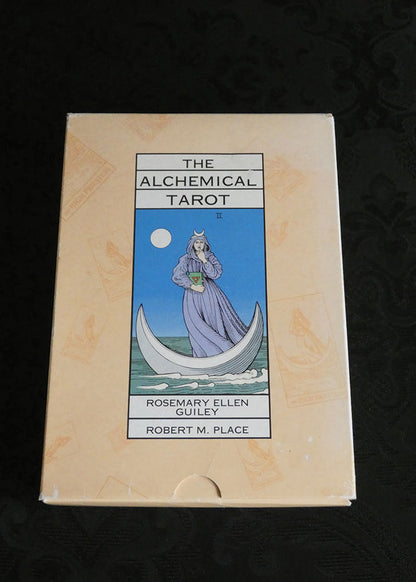 THE
ALCHEMICAL
TAROT
II
ROSEMARY ELLEN
GUILEY
ROBERT M. PLACE